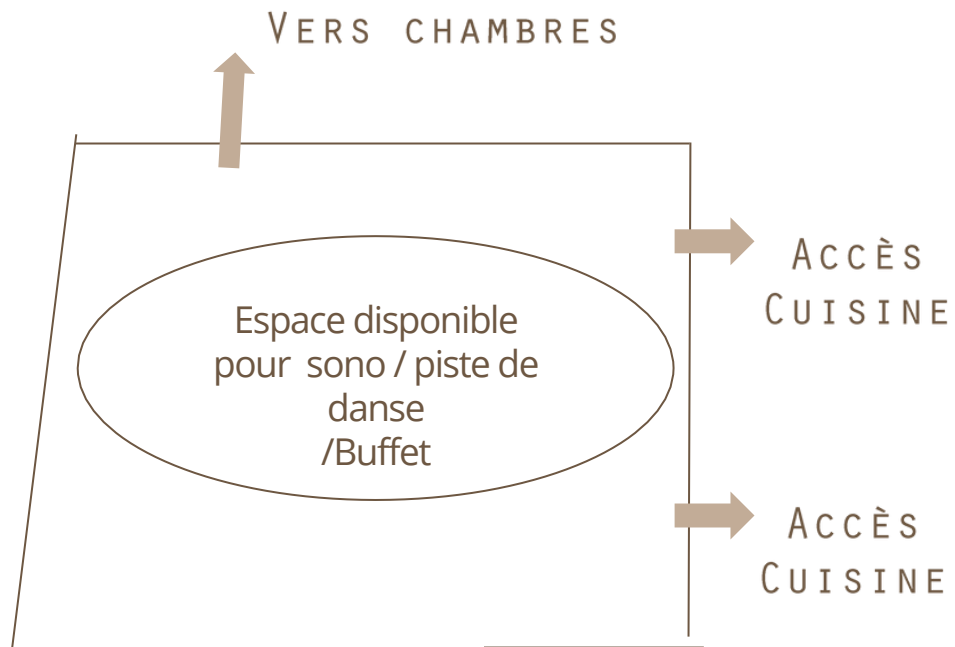 VERS CHAMBRES
ACCÈS
CUISINE
Espace disponible
pour sono / piste de
danse
/Buffet
ACCÈS
CUISINE